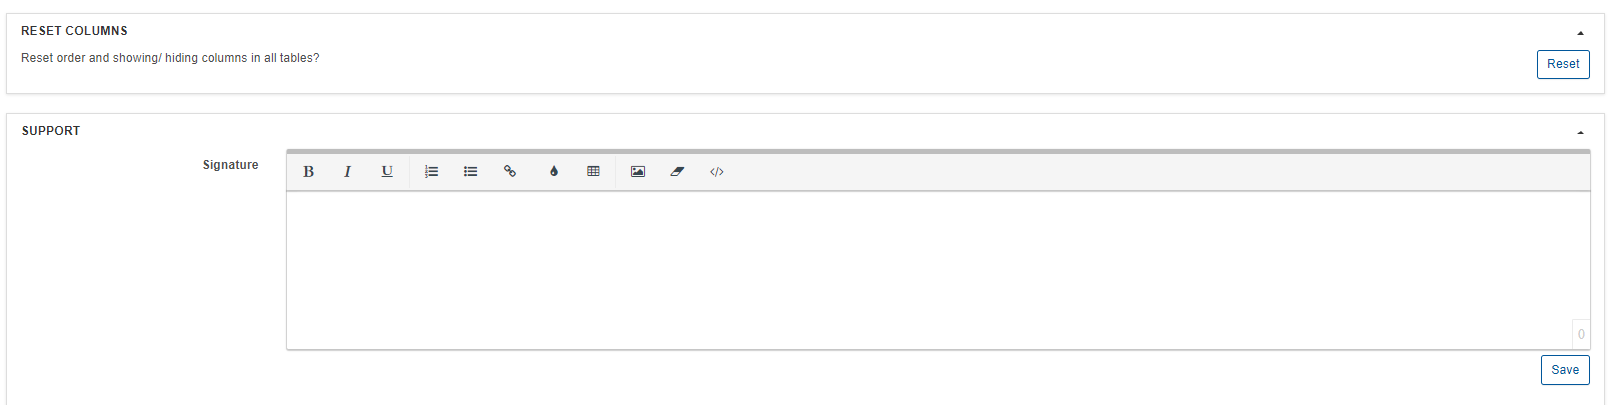 RESET COLUMNS
Reset order and showing/ hiding columns in all tables?
Reset
SUPPORT
Signature
B I U </>
0
Save